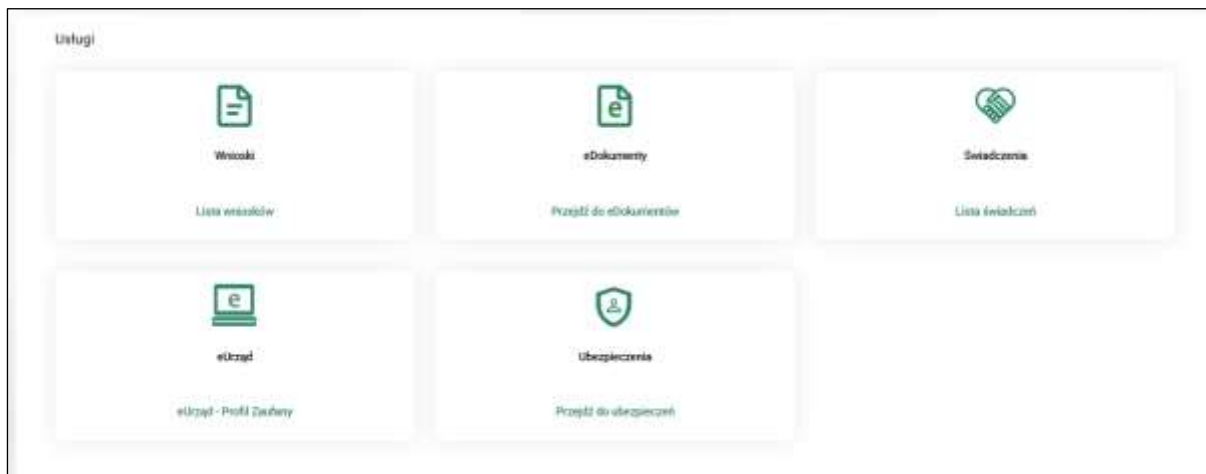 Usługi
Wnioski
eDokumenty
Świadczenia
Lista wniosków
Przejdź do eDokumentów
Lista świadczeń
eUrząd
Ubezpieczenia
eUrząd - Profil Zaufany
Przejdź do ubezpieczeń